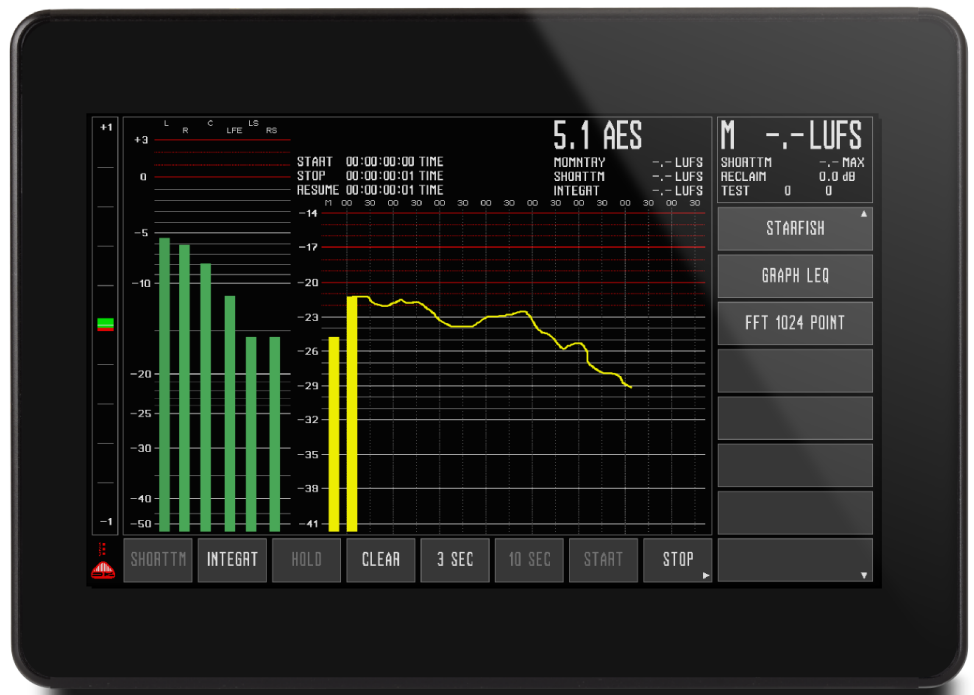 +1
-1
L R C LFE LS RS
+3
0
-5
-10
-20
-25
-30
-40
-50
5.1 AES
START 00:00:00:00 TIME
STOP 00:00:00:01 TIME
RESUME 00:00:00:01 TIME
MOMNTRY -.- LUFS
SHORTTM -.- LUFS
INTEGRT -.- LUFS
M 00 30 00 30 00 30 00 30 00 30 00 30 00 30 00 30
-14
-17
-20
-23
-26
-29
-32
-35
-38
-41
M -.- LUFS
SHORTTM -.- MAX
RECLAIM 0.0 dB
TEST 0 0
STARFISH
GRAPH LEQ
FFT 1024 POINT
SHORTTM INTEGRT HOLD CLEAR 3 SEC 10 SEC START STOP